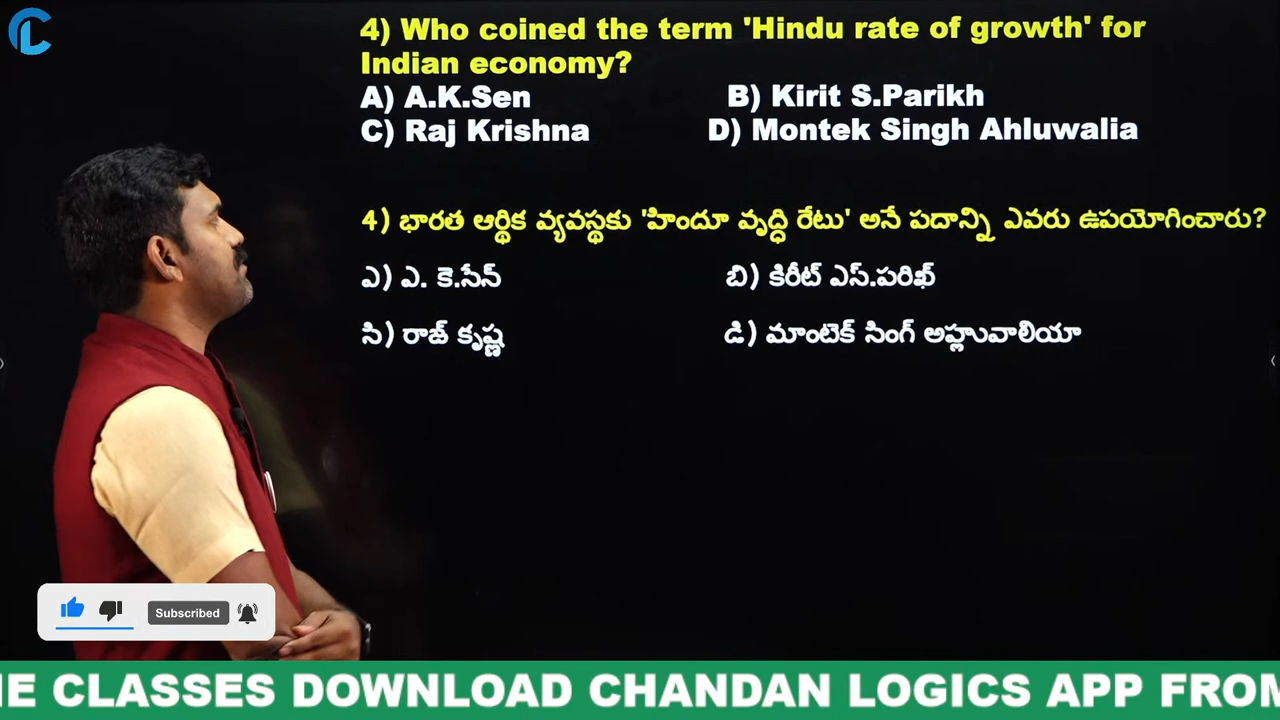 4) Who coined the term 'Hindu rate of growth' for
Indian economy?
A) A.K.Sen B) Kirit S.Parikh
C) Raj Krishna D) Montek Singh Ahluwalia
4) భారత ఆర్థిక వ్యవస్థకు 'హిందూ వృద్ధి రేటు' అనే పదాన్ని ఎవరు ఉపయోగించారు?
ఎ) ఎ. కె.సేన్ బి) కిరీట్ ఎస్.పరిఖ్
సి) రాజ్ కృష్ణ డి) మాంటెక్ సింగ్ అహ్లువాలియా
Subscribed
HE CLASSES DOWNLOAD CHANDAN LOGICS APP FROM